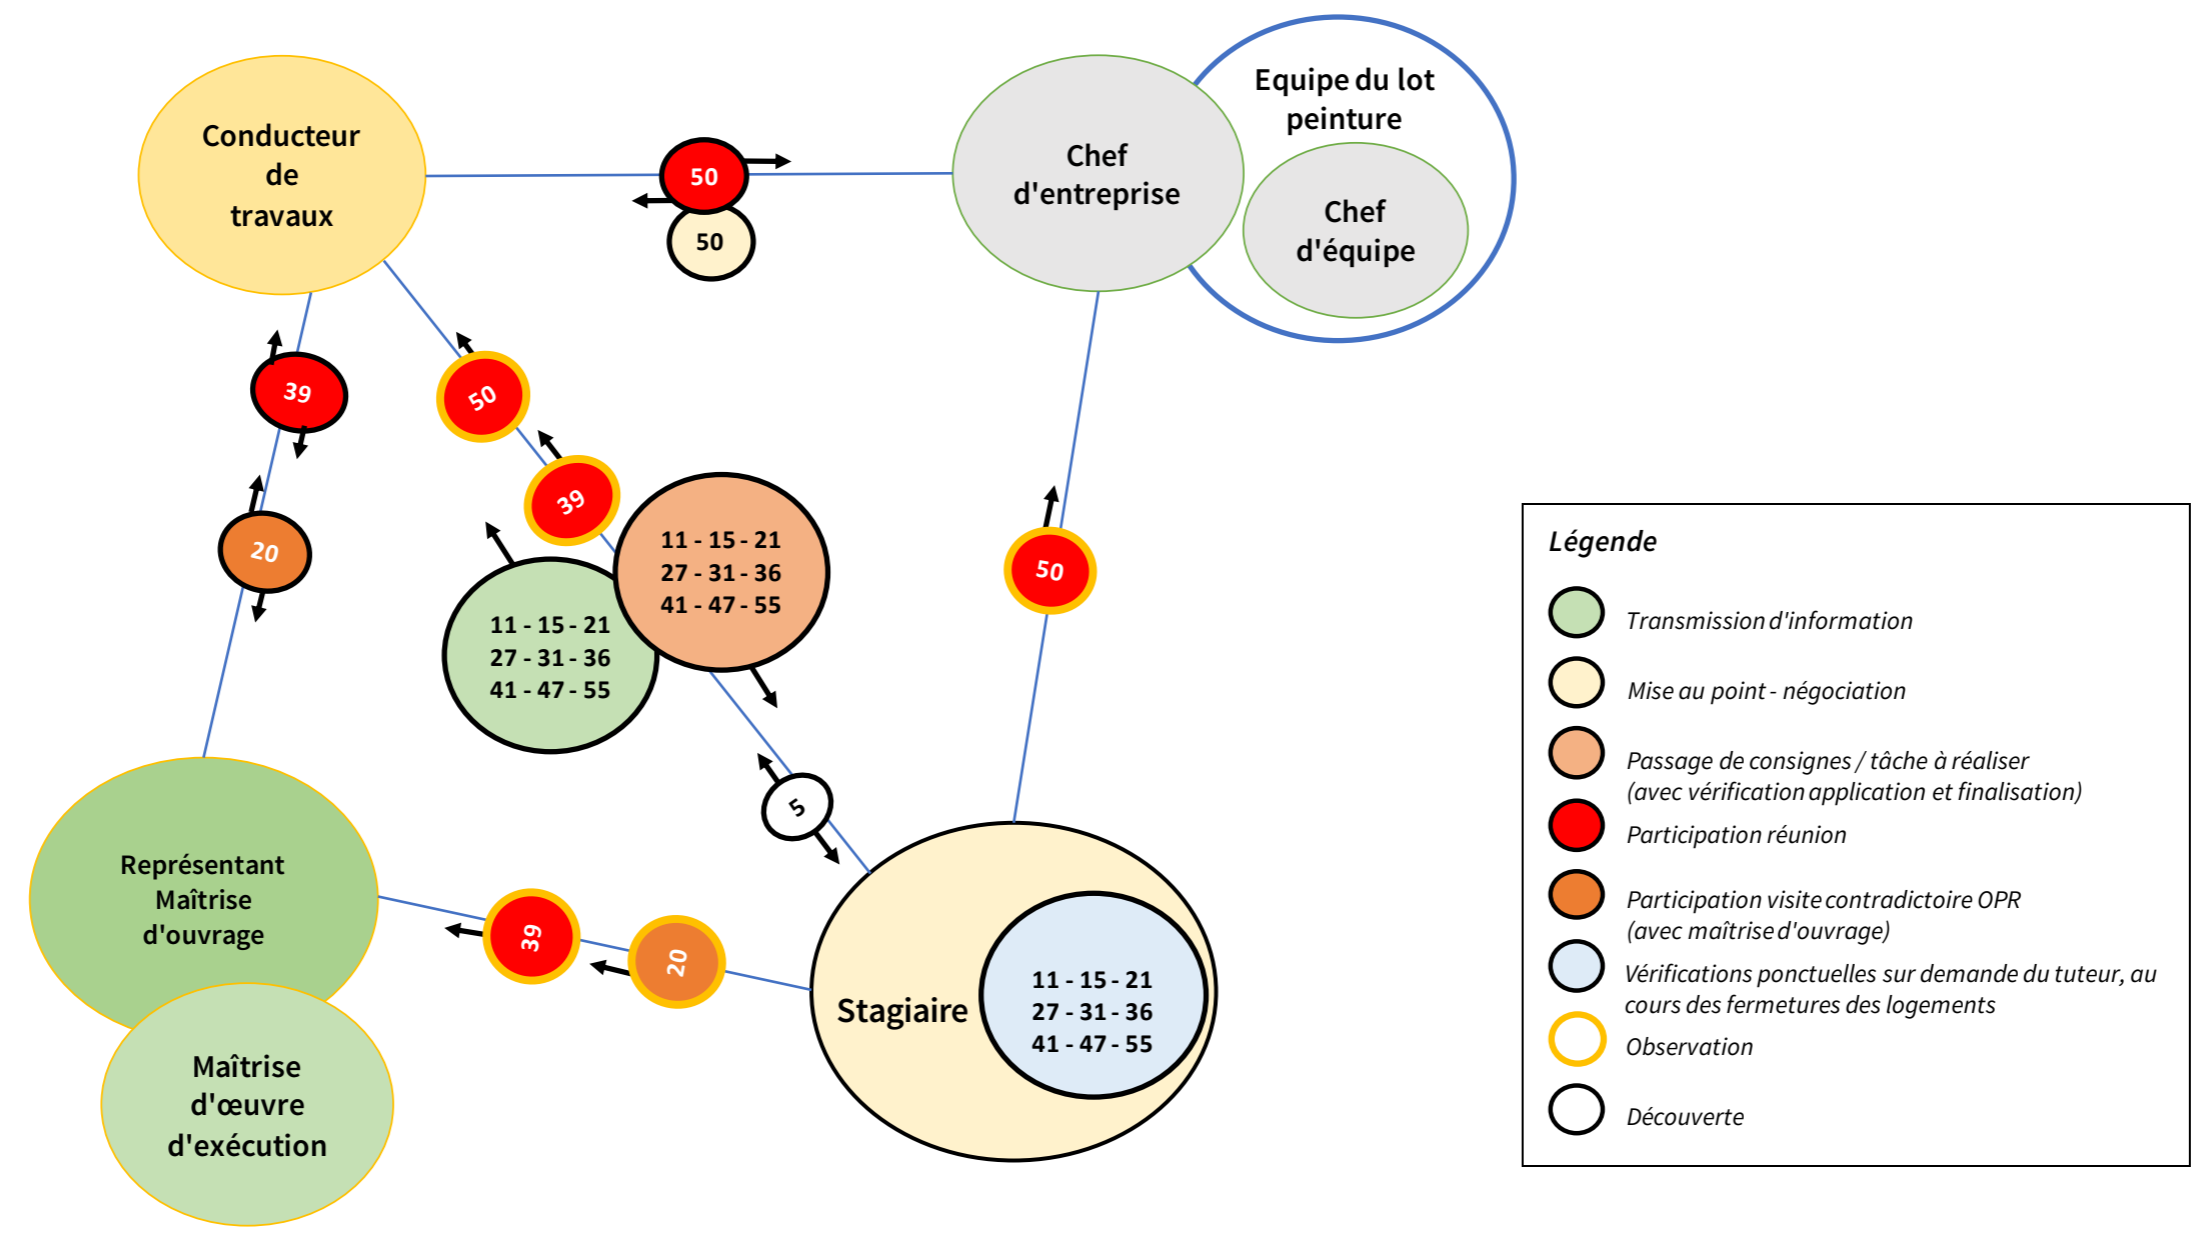 Conducteur
de
travaux
50
50
Chef
d'entreprise
Equipe du lot
peinture
Chef
d'équipe
39
20
50
39
11 - 15 - 21
27 - 31 - 36
41 - 47 - 55
11 - 15 - 21
27 - 31 - 36
41 - 47 - 55
5
50
Représentant
Maîtrise
d'ouvrage
Maîtrise
d'œuvre
d'exécution
39
20
Stagiaire
11 - 15 - 21
27 - 31 - 36
41 - 47 - 55
Légende
Transmission d'information
Mise au point - négociation
Passage de consignes / tâche à réaliser
(avec vérification application et finalisation)
Participation réunion
Participation visite contradictoire OPR
(avec maîtrise d'ouvrage)
Vérifications ponctuelles sur demande du tuteur, au
cours des fermetures des logements
Observation
Découverte